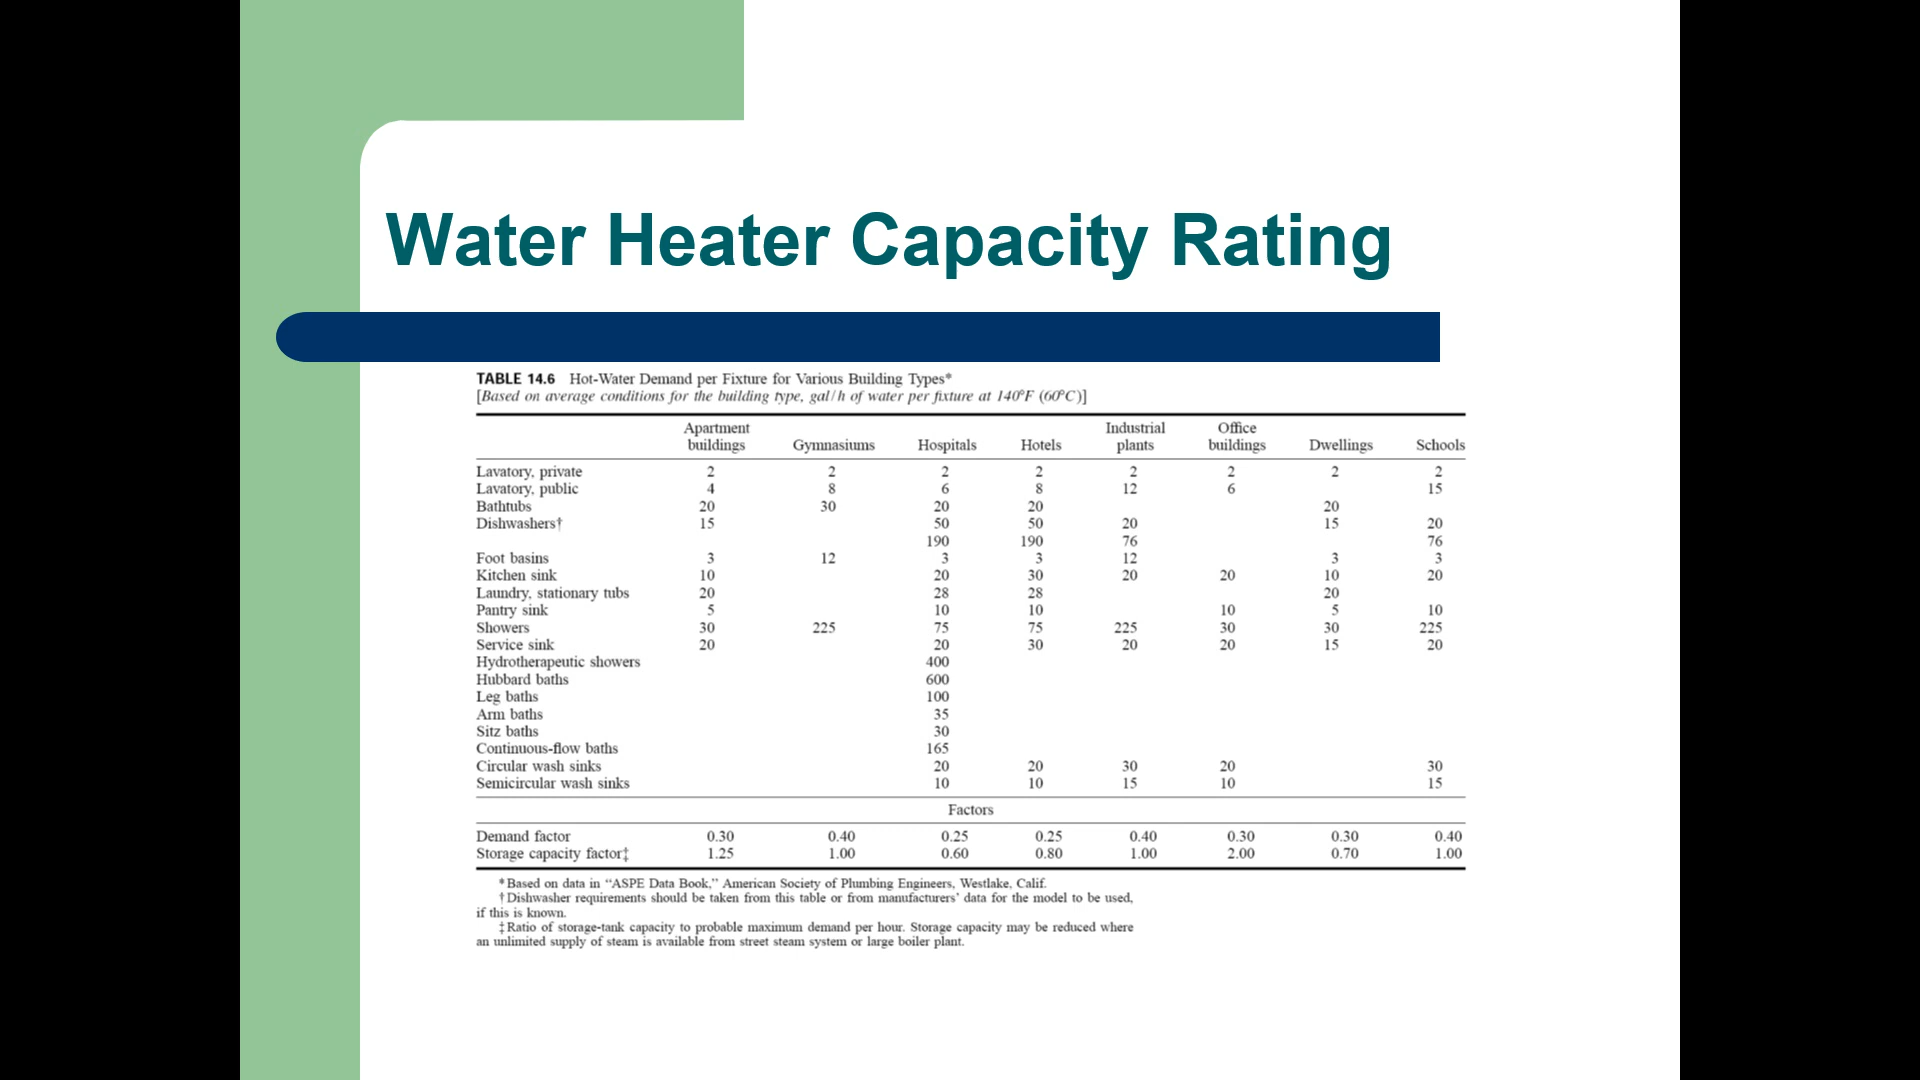 Water Heater Capacity Rating
TABLE 14.6 Hot-Water Demand per Fixture for Various Building Types*
[Based on average conditions for the building type, gal/h of water per fixture at 140°F (60°C)]
Apartment Industrial Office
buildings Gymnasiums Hospitals Hotels plants buildings Dwellings Schools
Lavatory, private 2 2 2 2 2 2 2 2
Lavatory, public 4 8 6 8 12 6 15
Bathtubs 20 30 20 20 20
Dishwashers† 15 50 50 20 15 20
190 190 76 76
Foot basins 3 12 3 3 12 3 3
Kitchen sink 10 20 30 20 20 10 20
Laundry, stationary tubs 20 28 28 20
Pantry sink 5 10 10 10 5 10
Showers 30 225 75 75 225 30 30 225
Service sink 20 20 30 20 20 15 20
Hydrotherapeutic showers 400
Hubbard baths 600
Leg baths 100
Arm baths 35
Sitz baths 30
Continuous-flow baths 165
Circular wash sinks 20 20 30 20 30
Semicircular wash sinks 10 10 15 10 15
Factors
Demand factor 0.30 0.40 0.25 0.25 0.40 0.30 0.30 0.40
Storage capacity factor‡ 1.25 1.00 0.60 0.80 1.00 2.00 0.70 1.00
*Based on data in “ASPE Data Book,” American Society of Plumbing Engineers, Westlake, Calif.
†Dishwasher requirements should be taken from this table or from manufacturers’ data for the model to be used,
if this is known.
‡Ratio of storage-tank capacity to probable maximum demand per hour. Storage capacity may be reduced where
an unlimited supply of steam is available from street steam system or large boiler plant.